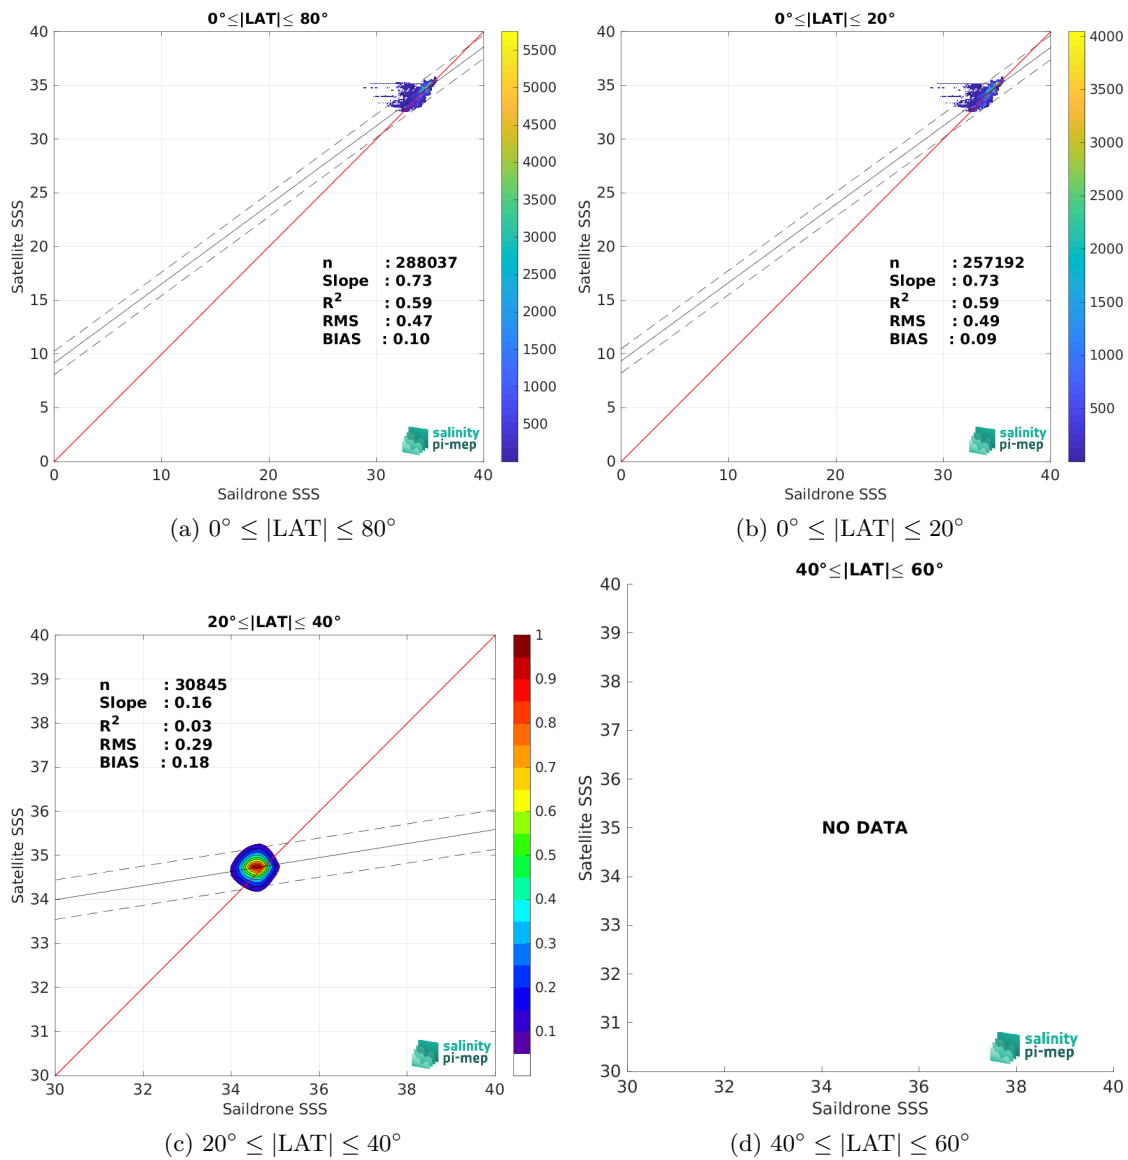 0°≤|LAT|≤ 80°
40
35
30
25
20
15
10
5
0
Satellite SSS
n : 288037
Slope : 0.73
R² : 0.59
RMS : 0.47
BIAS : 0.10
salinity
pi-mep
0 10 20 30 40
Saildrone SSS
5500
5000
4500
4000
3500
3000
2500
2000
1500
1000
500
(a) 0° ≤ |LAT| ≤ 80°
0°≤|LAT|≤ 20°
40
35
30
25
20
15
10
5
0
Satellite SSS
n : 257192
Slope : 0.73
R² : 0.59
RMS : 0.49
BIAS : 0.09
salinity
pi-mep
0 10 20 30 40
Saildrone SSS
4000
3500
3000
2500
2000
1500
1000
500
(b) 0° ≤ |LAT| ≤ 20°
20°≤|LAT|≤ 40°
40
39
38
37
36
35
34
33
32
31
30
Satellite SSS
n : 30845
Slope : 0.16
R² : 0.03
RMS : 0.29
BIAS : 0.18
salinity
pi-mep
30 32 34 36 38 40
Saildrone SSS
1
0.9
0.8
0.7
0.6
0.5
0.4
0.3
0.2
0.1
(c) 20° ≤ |LAT| ≤ 40°
40°≤|LAT|≤ 60°
40
39
38
37
36
35
34
33
32
31
30
Satellite SSS
NO DATA
salinity
pi-mep
30 32 34 36 38 40
Saildrone SSS
(d) 40° ≤ |LAT| ≤ 60°